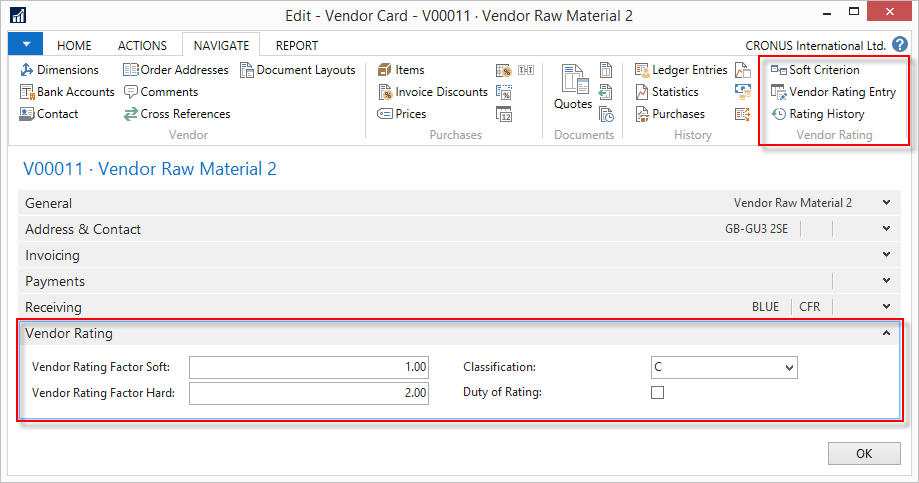 Edit - Vendor Card - V00011 · Vendor Raw Material 2
HOME ACTIONS NAVIGATE REPORT CRONUS International Ltd. ?
Dimensions Order Addresses Document Layouts Items Ledger Entries Soft Criterion
Bank Accounts Comments Invoice Discounts Quotes Statistics Vendor Rating Entry
Contact Cross References Prices 12 Purchases Rating History
Vendor Purchases Documents History Vendor Rating
V00011 · Vendor Raw Material 2
General Vendor Raw Material 2
Address & Contact GB-GU3 2SE
Invoicing
Payments
Receiving BLUE CFR
Vendor Rating
Vendor Rating Factor Soft: 1.00 Classification: C
Vendor Rating Factor Hard: 2.00 Duty of Rating:
OK